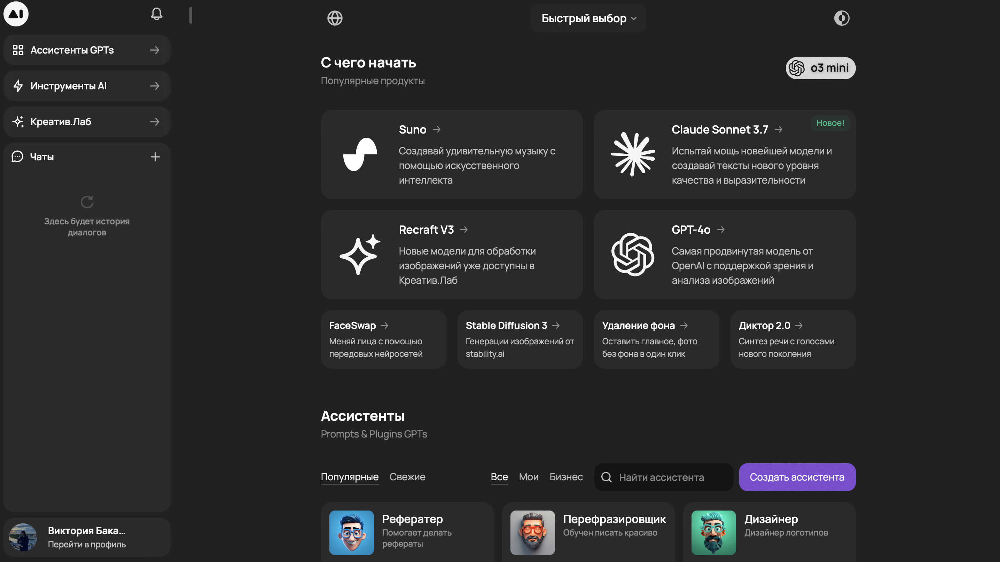 AI
Ассистенты GPTs
Инструменты AI
Креатив.Лаб
Чаты
Здесь будет история
диалогов
Виктория Бака...
Перейти в профиль
Быстрый выбор
С чего начать
Популярные продукты
o3 mini
Suno
Создавай удивительную музыку с
помощью искусственного
интеллекта
Claude Sonnet 3.7
Новое!
Испытай мощь новейшей модели и
создавай тексты нового уровня
качества и выразительности
Recraft V3
Новые модели для обработки
изображений уже доступны в
Креатив.Лаб
GPT-4o
Самая продвинутая модель от
OpenAI с поддержкой зрения и
анализа изображений
FaceSwap
Меняй лица с помощью
передовых нейросетей
Stable Diffusion 3
Генерации изображений от
stability.ai
Удаление фона
Оставить главное, фото
без фона в один клик
Диктор 2.0
Синтез речи с голосами
нового поколения
Ассистенты
Prompts & Plugins GPTs
Популярные Свежие Все Мои Бизнес Найти ассистента Создать ассистента
Рефератер
Помогает делать
рефераты
Перефразировщик
Обучен писать красиво
Дизайнер
Дизайнер логотипов